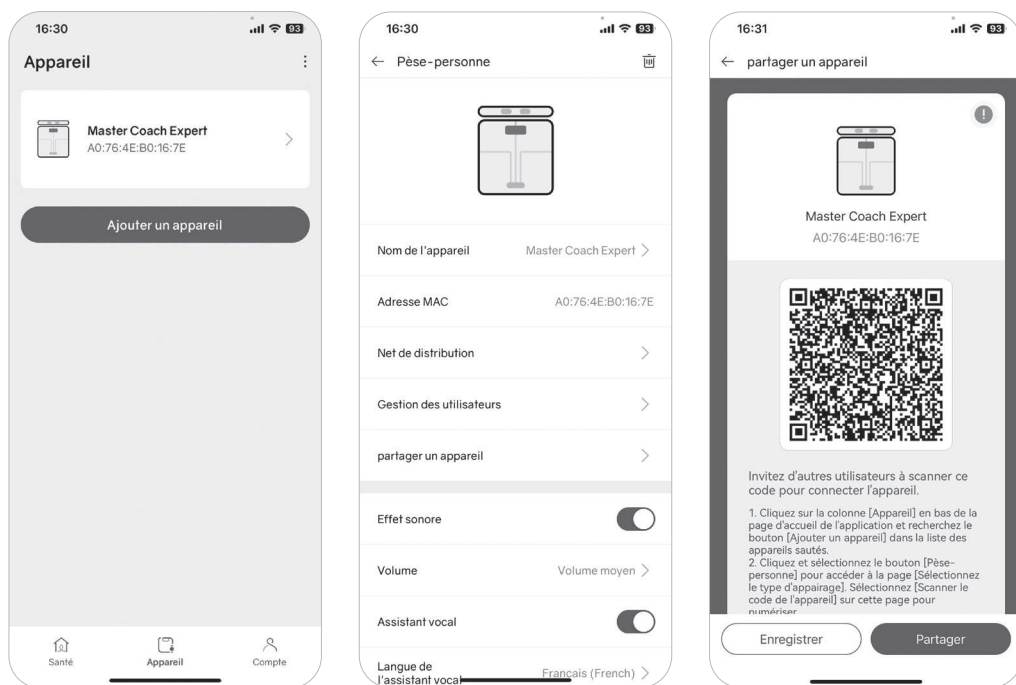 16:30
93
Appareil
Master Coach Expert
A0:76:4E:B0:16:7E
Ajouter un appareil
Santé
Appareil
Compte
16:30
93
Pèse-personne
Nom de l'appareil Master Coach Expert
Adresse MAC A0:76:4E:B0:16:7E
Net de distribution
Gestion des utilisateurs
partager un appareil
Effet sonore
Volume Volume moyen
Assistant vocal
Langue de
l'assistant vocal Francais (French)
16:31
93
partager un appareil
Master Coach Expert
A0:76:4E:B0:16:7E
Invitez d'autres utilisateurs à scanner ce
code pour connecter l'appareil.
1. Cliquez sur la colonne [Appareil] en bas de la
page d'accueil de l'application et recherchez le
bouton [Ajouter un appareil] dans la liste des
appareils sautés.
2. Cliquez et sélectionnez le bouton [Pèse-
personne] pour accéder à la page [Sélectionnez
le type d'appairage]. Sélectionnez [Scanner le
code de l'appareil] sur cette page pour
numériser
Enregistrer
Partager